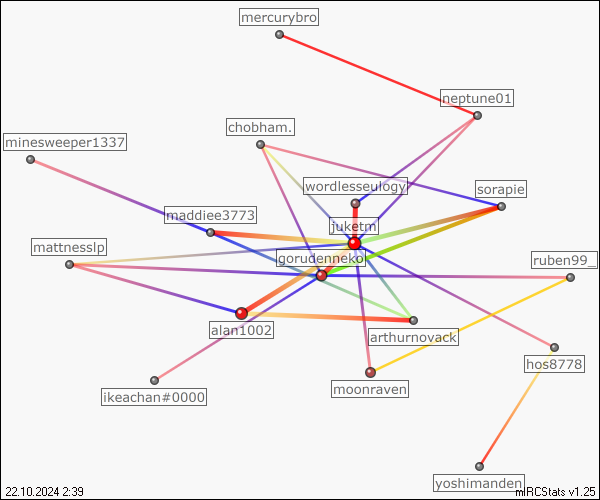 mercurybro
neptune01
chobham.
minesweeper1337
wordlesseulogy
sorapie
maddiee3773
juketm
mattnesslp
gorudenneko
ruben99_
alan1002
arthurnovack
hos8778
moonraven
ikeachan#0000
yoshimanden
22.10.2024 2:39
mIRCStats v1.25